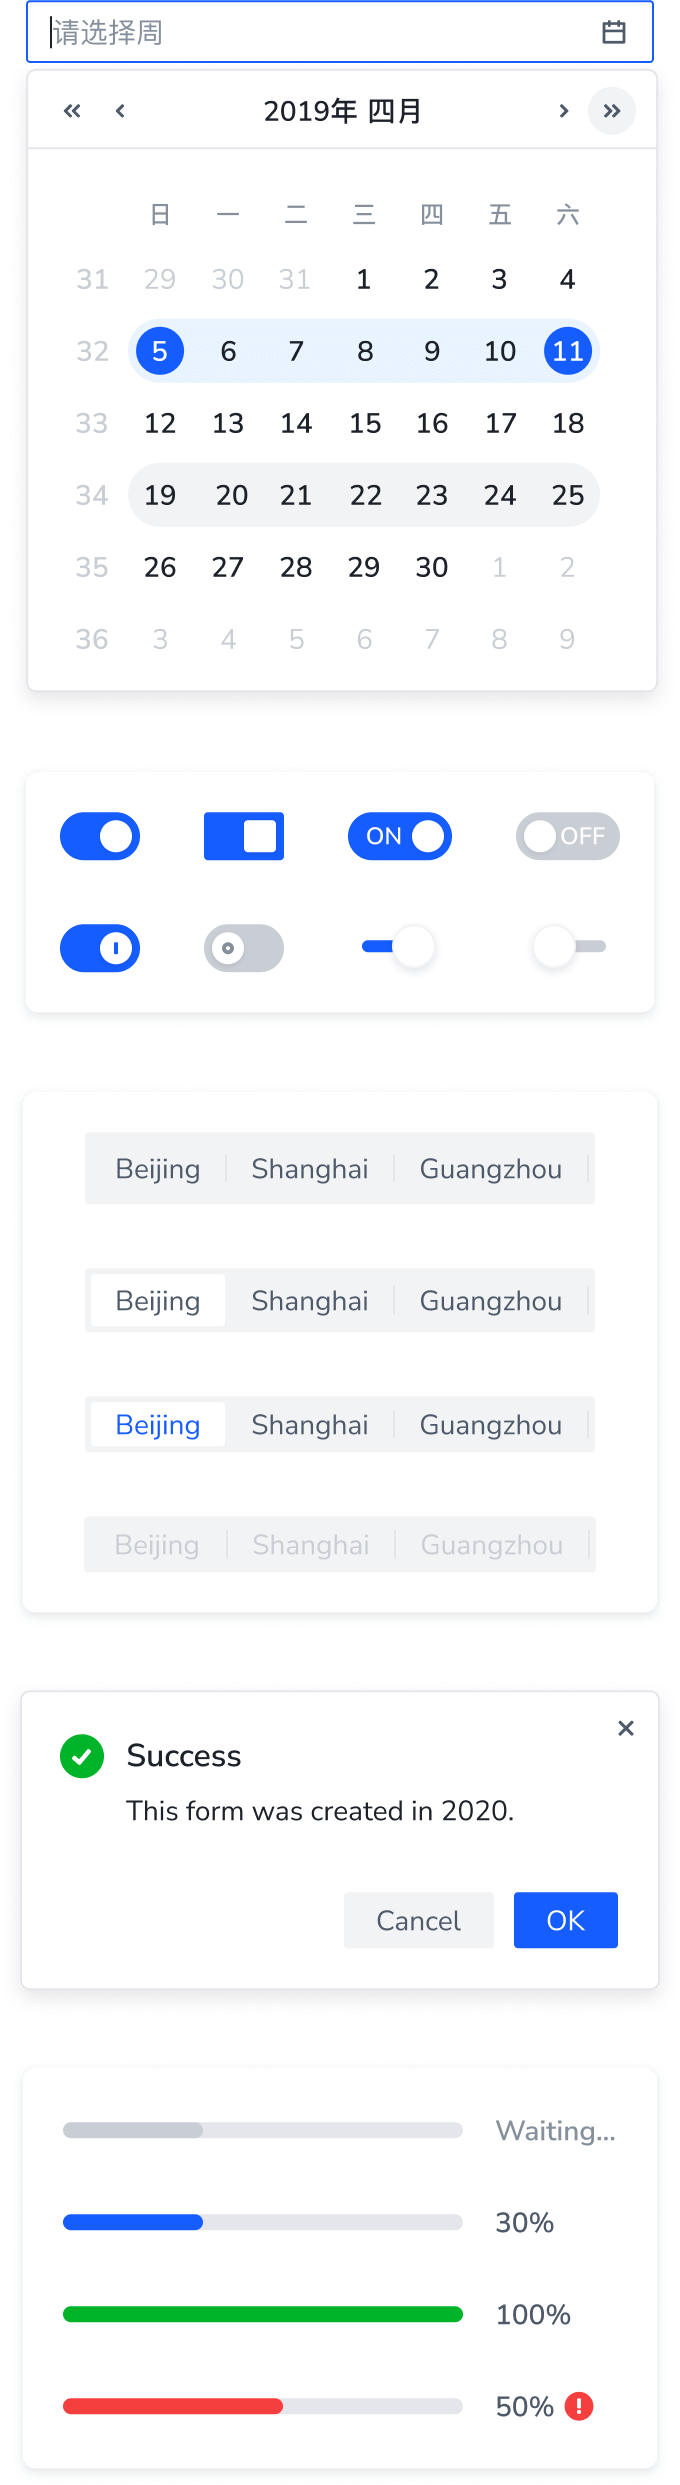 请选择周
2019年 四月
日 一 二 三 四 五 六
31 29 30 31 1 2 3 4
32 5 6 7 8 9 10 11
33 12 13 14 15 16 17 18
34 19 20 21 22 23 24 25
35 26 27 28 29 30 1 2
36 3 4 5 6 7 8 9
ON OFF
Beijing Shanghai Guangzhou
Beijing Shanghai Guangzhou
Beijing Shanghai Guangzhou
Beijing Shanghai Guangzhou
Success
This form was created in 2020.
Cancel OK
Waiting...
30%
100%
50%